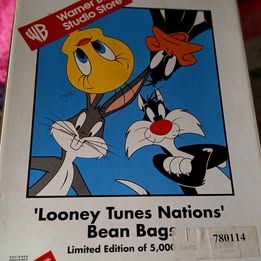 WB
Warner
Studio Store
'Looney Tunes Nations'
Bean Bags
Limited Edition of 5,000
780114